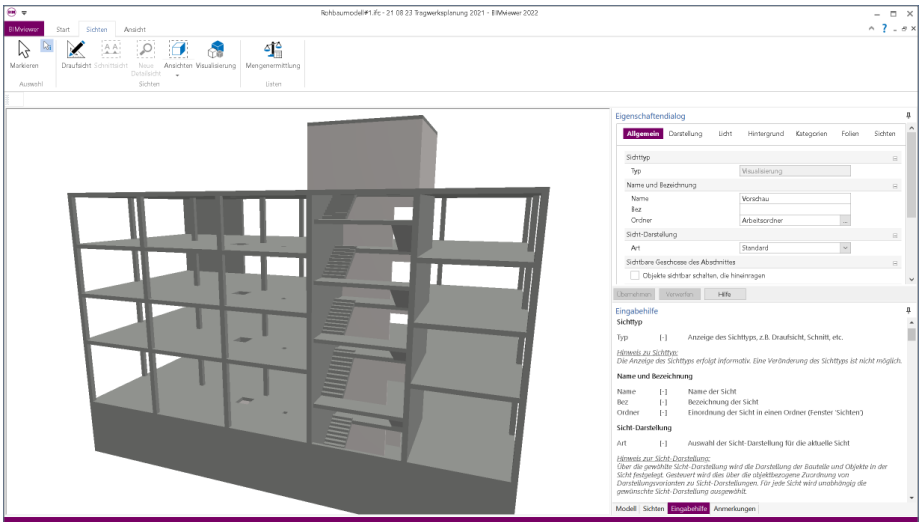 Rohbaumodell#1.ifc - 21 08 23 Tragwerksplanung 2021 - BIMviewer 2022
BIMviewer Start Sichten Ansicht
Markieren Draufsicht Schnittsicht Neue Detailsicht Ansichten Visualisierung Mengenermittlung
Auswahl Sichten Listen
Eigenschaftendialog
Allgemein Darstellung Licht Hintergrund Kategorien Folien Sichten
Sichttyp
Typ Visualisierung
Name und Bezeichnung
Name Vorschau
Bez
Ordner Arbeitsordner ...
Sicht-Darstellung
Art Standard
Sichtbare Geschosse des Abschnittes
Objekte sichtbar schalten, die hineinragen
Übernehmen Verwerfen Hilfe
Eingabehilfe
Sichttyp
Typ [-] Anzeige des Sichttyps, z.B. Draufsicht, Schnitt, etc.
Hinweis zu Sichttyp:
Die Anzeige des Sichttyps erfolgt informativ. Eine Veränderung des Sichttyps ist nicht möglich.
Name und Bezeichnung
Name [-] Name der Sicht
Bez [-] Bezeichnung der Sicht
Ordner [-] Einordnung der Sicht in einen Ordner (Fenster 'Sichten')
Sicht-Darstellung
Art [-] Auswahl der Sicht-Darstellung für die aktuelle Sicht
Hinweis zur Sicht-Darstellung:
Über die gewählte Sicht-Darstellung wird die Darstellung der Bauteile und Objekte in der
Sicht festgelegt. Gesteuert wird dies über die objektbezogene Zuordnung von
Darstellungsvarianten zu Sicht-Darstellungen. Für jede Sicht wird unabhängig die
gewünschte Sicht-Darstellung ausgewählt.
Modell Sichten Eingabehilfe Anmerkungen